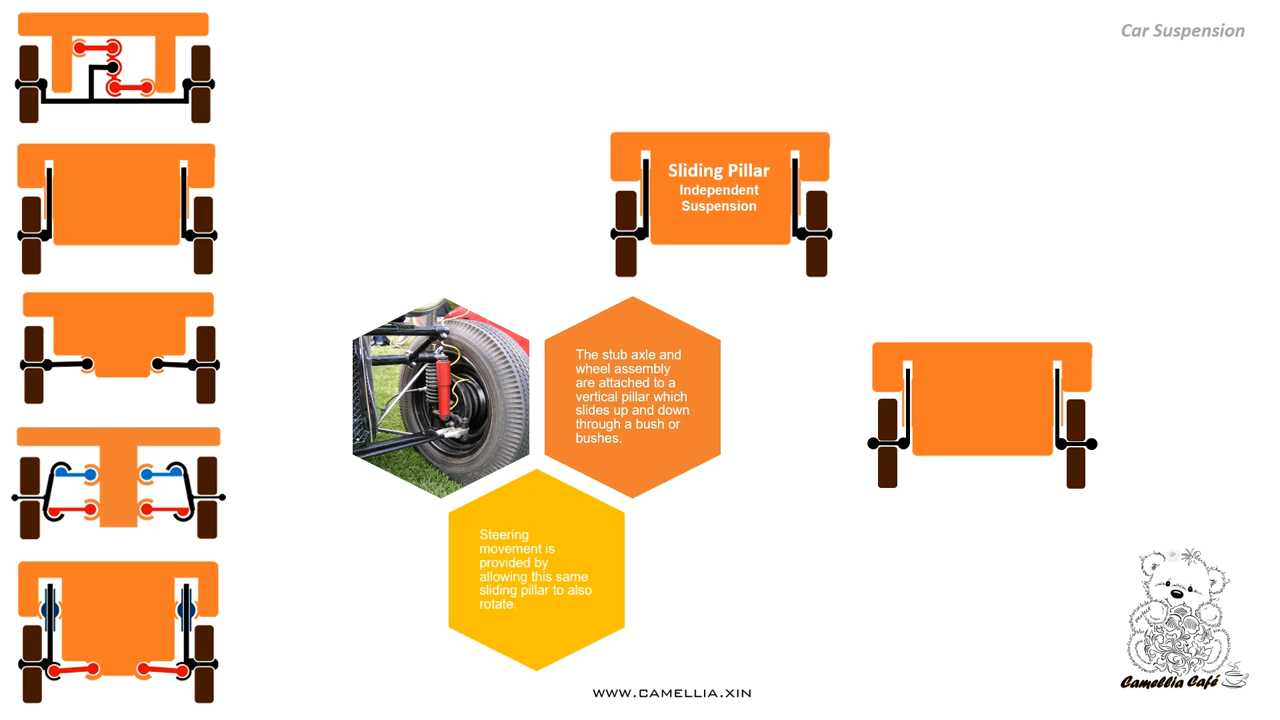 Car Suspension
Sliding Pillar
Independent
Suspension
The stub axle and
wheel assembly
are attached to a
vertical pillar which
slides up and down
through a bush or
bushes.
Steering
movement is
provided by
allowing this same
sliding pillar to also
rotate.
Camellia Café
WWW.CAMELLIA.XIN